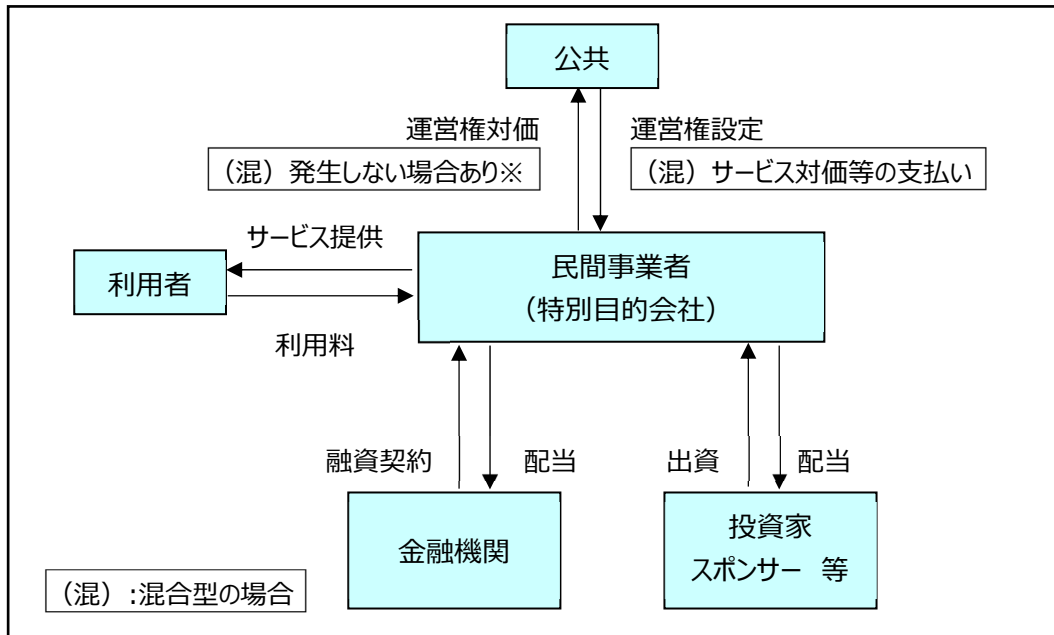 公共
運営権対価
運営権設定
（混）発生しない場合あり※
（混）サービス対価等の支払い
サービス提供
利用者
民間事業者
（特別目的会社）
利用料
融資契約
配当
出資
配当
金融機関
投資家
スポンサー 等
（混）:混合型の場合